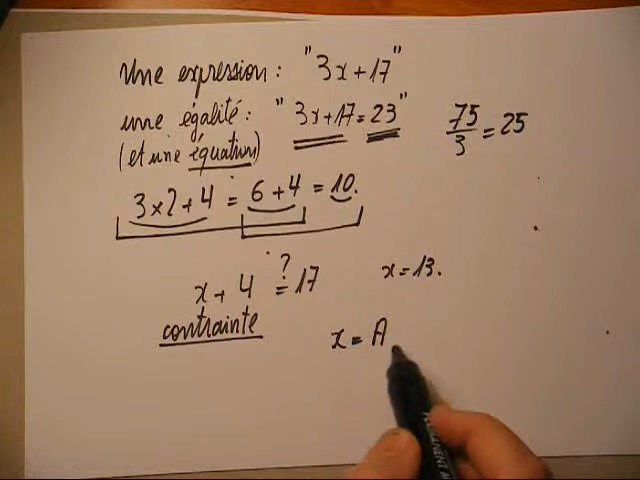 Une expression : "3x+17"
une égalité : "3x+17=23"
(et une équation)
75/3 = 25
3×2+4 = 6+4 = 10.
x+4 ?= 17
x=13.
contrainte
x = A
PERMANENT M